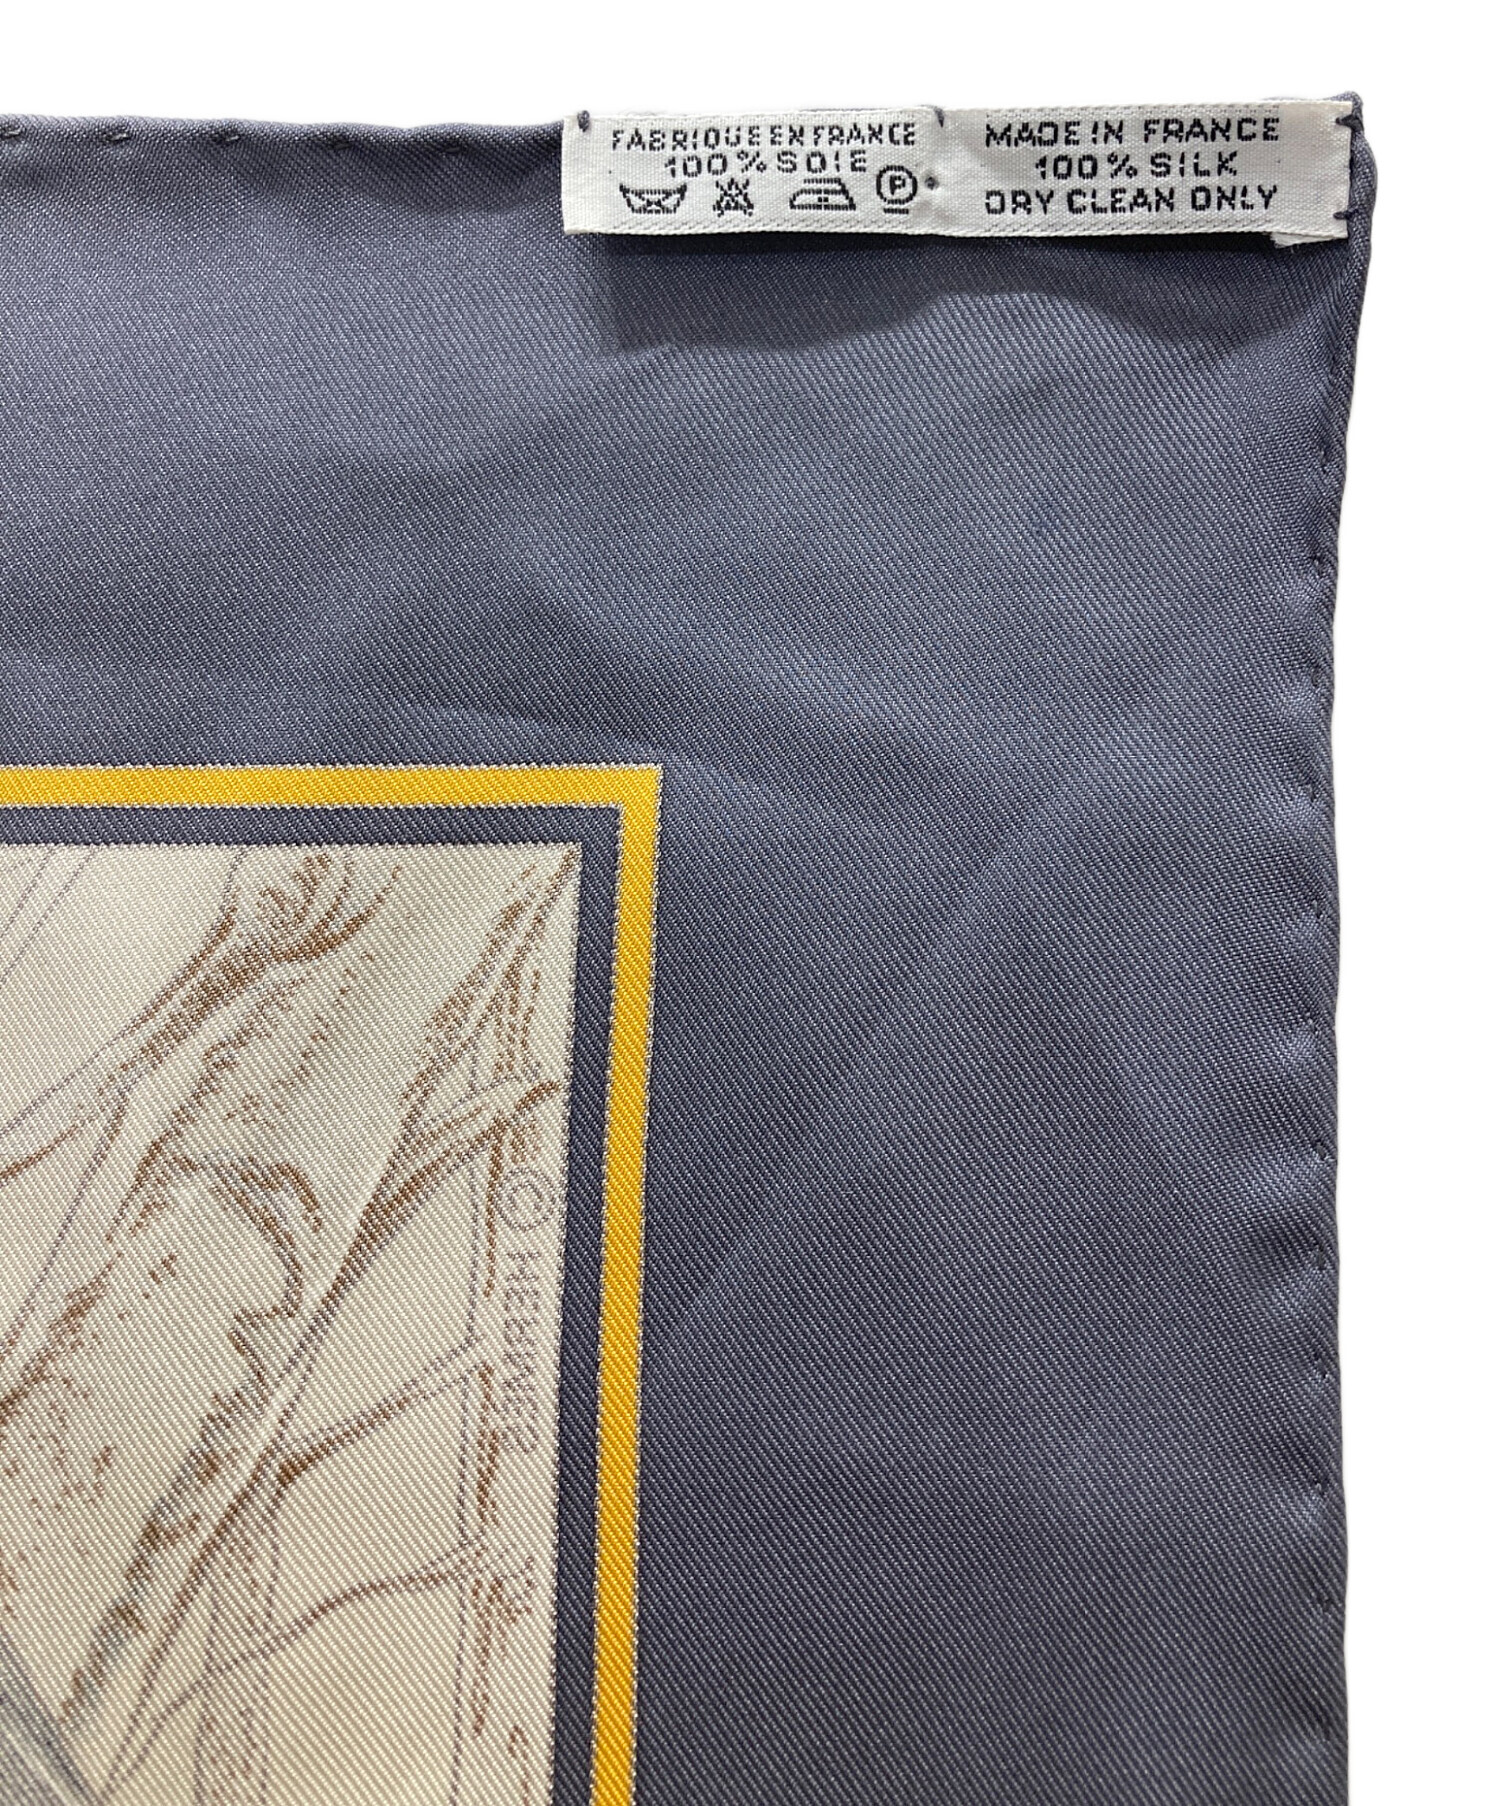 FABRIQUE EN FRANCE
100% SOIE
P
MADE IN FRANCE
100% SILK
DRY CLEAN ONLY
© HERMES